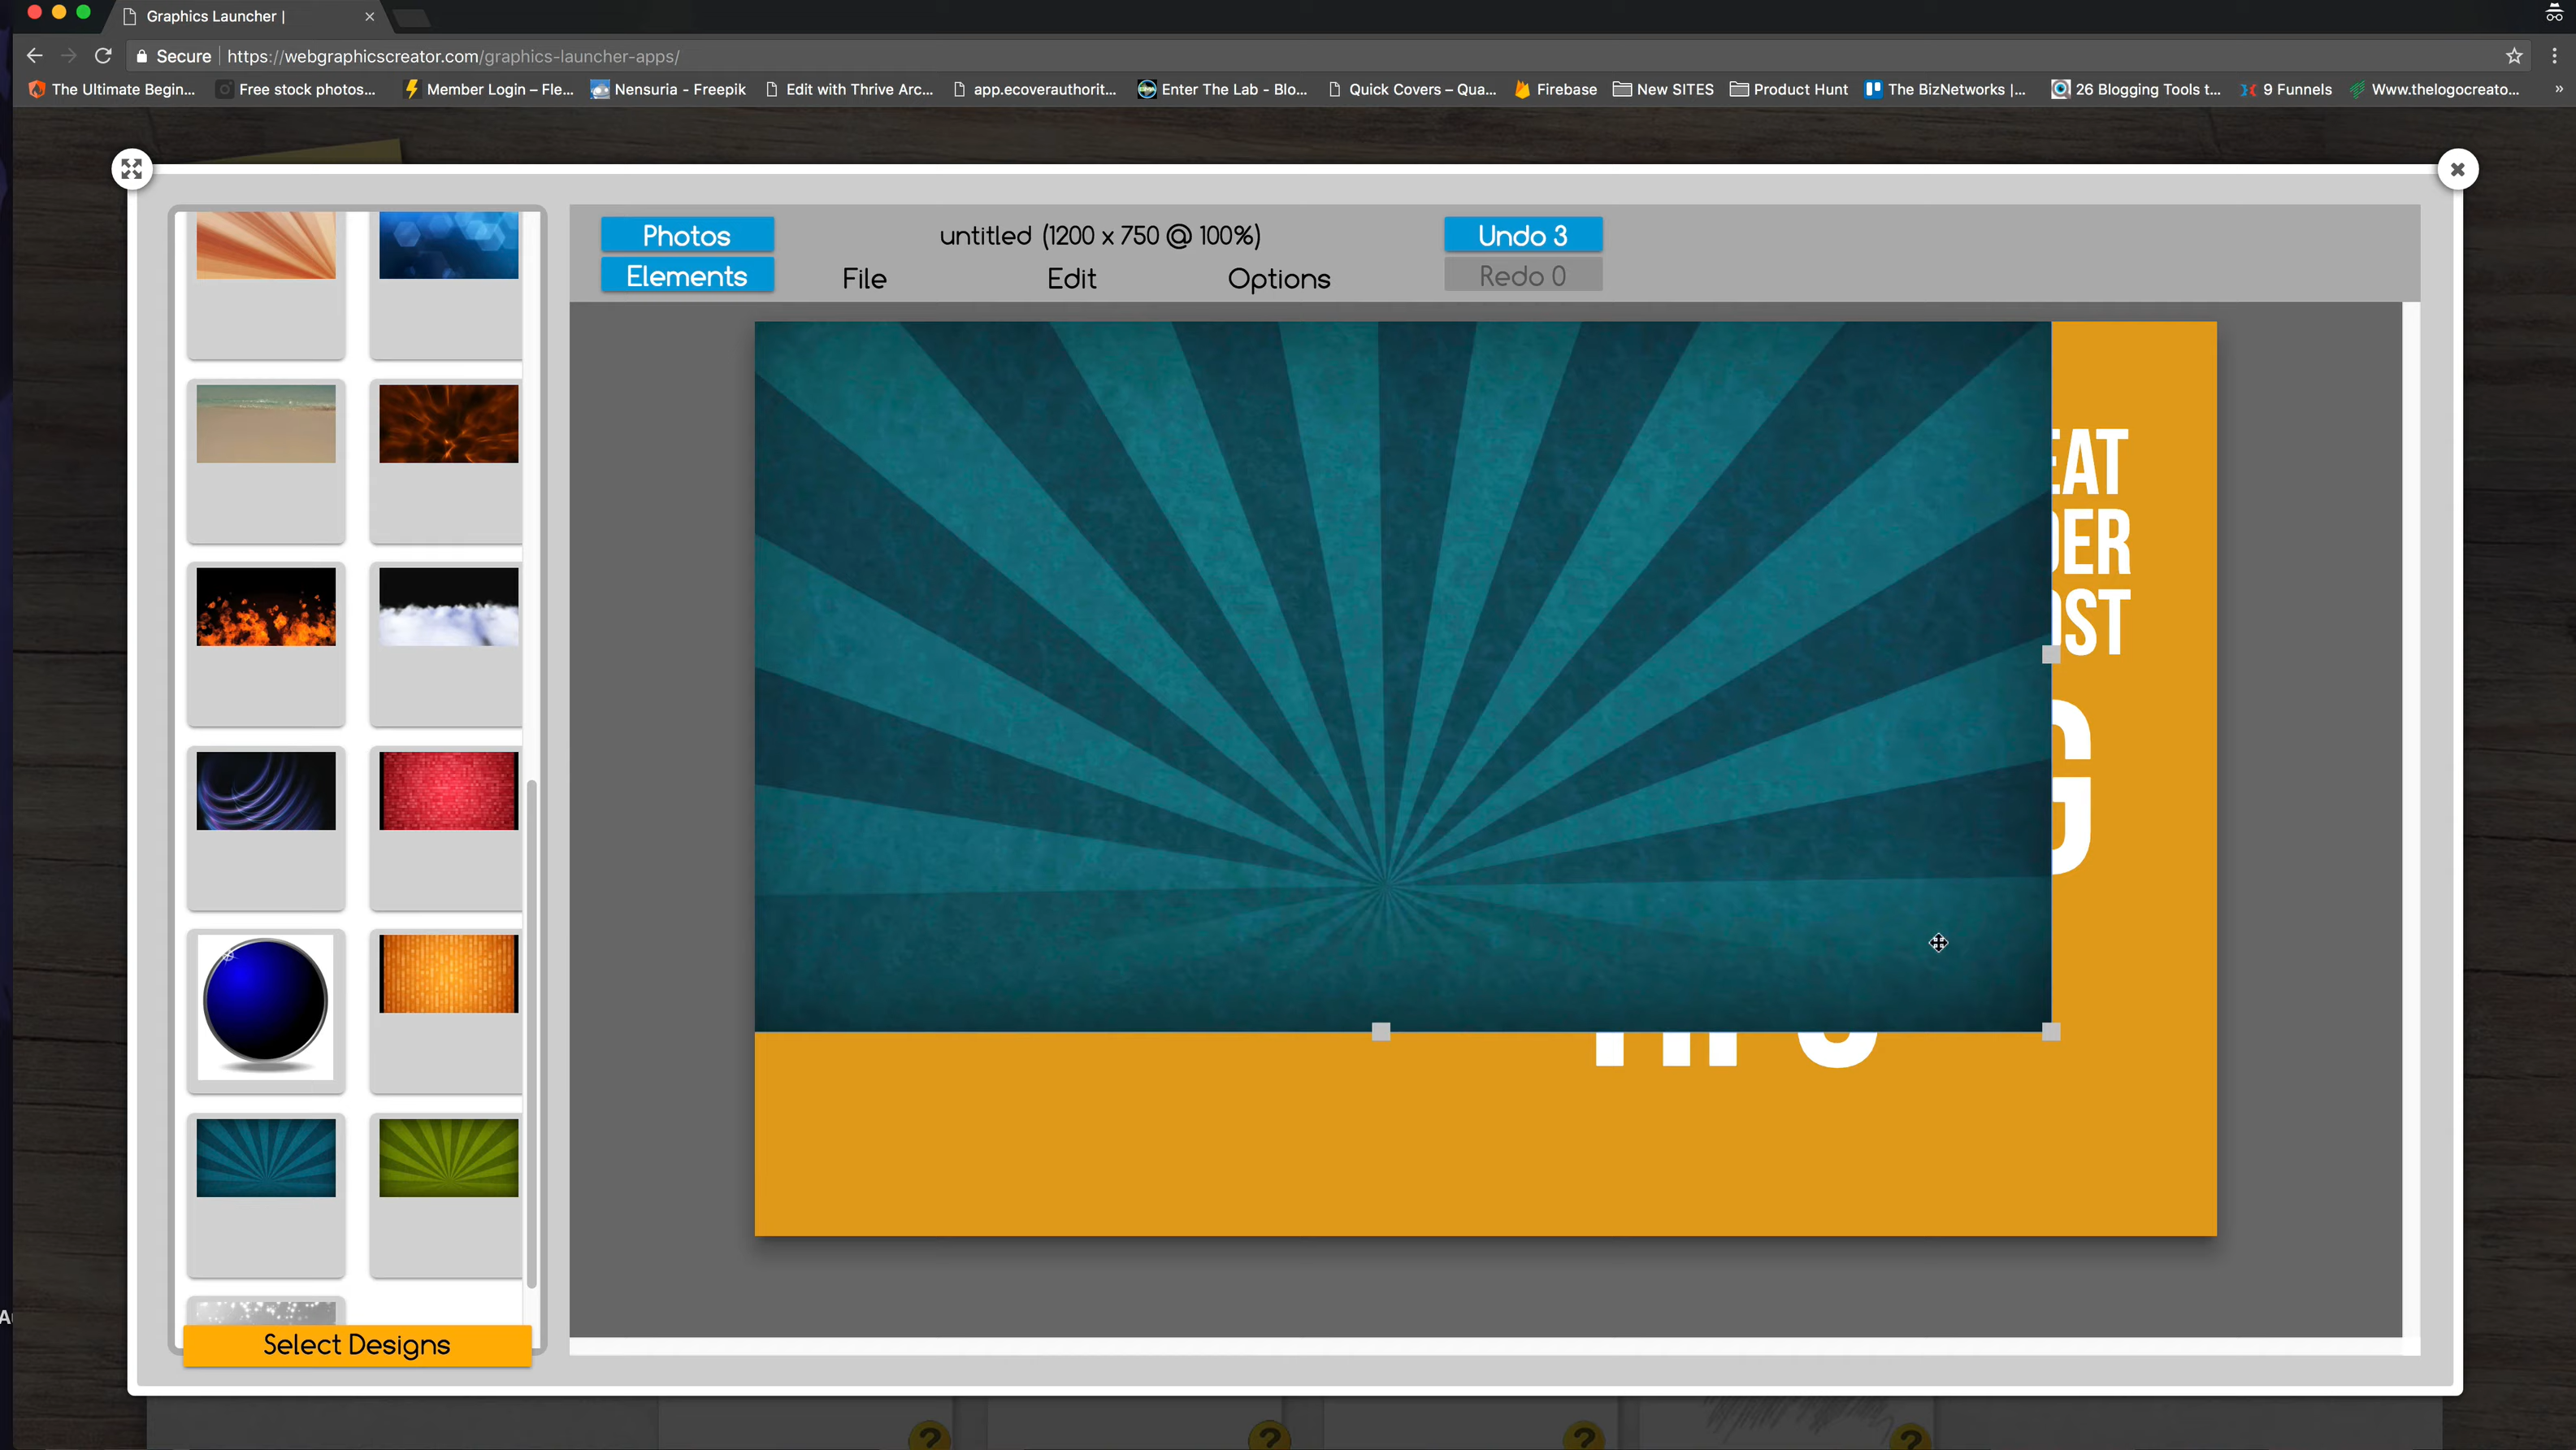 Graphics Launcher |
Secure
https://webgraphicscreator.com/graphics-launcher-apps/
The Ultimate Begin...
Free stock photos...
Member Login – Fle...
Nensuria - Freepik
Edit with Thrive Arc...
app.ecoverauthorit...
Enter The Lab - Blo...
Quick Covers – Qua...
Firebase
New SITES
Product Hunt
The BizNetworks |...
26 Blogging Tools t...
9 Funnels
Www.thelogocreato...
»
Photos
untitled (1200 x 750 @ 100%)
Undo 3
Elements
File
Edit
Options
Redo 0
EAT
DER
OST
G
Select Designs
? ? ? ?